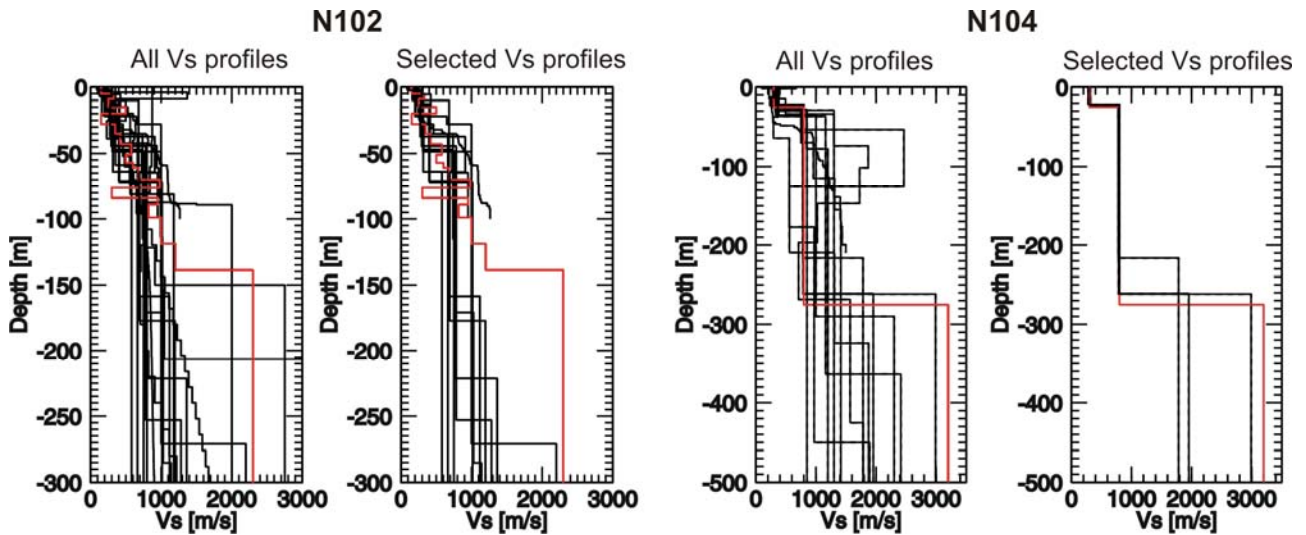 N102
N104
All Vs profiles
Selected Vs profiles
All Vs profiles
Selected Vs profiles
0
-50
-100
-150
-200
-250
-300
Depth [m]
0 1000 2000 3000
Vs [m/s]
0
-50
-100
-150
-200
-250
-300
Depth [m]
0 1000 2000 3000
Vs [m/s]
0
-100
-200
-300
-400
-500
Depth [m]
0 1000 2000 3000
Vs [m/s]
0
-100
-200
-300
-400
-500
Depth [m]
0 1000 2000 3000
Vs [m/s]